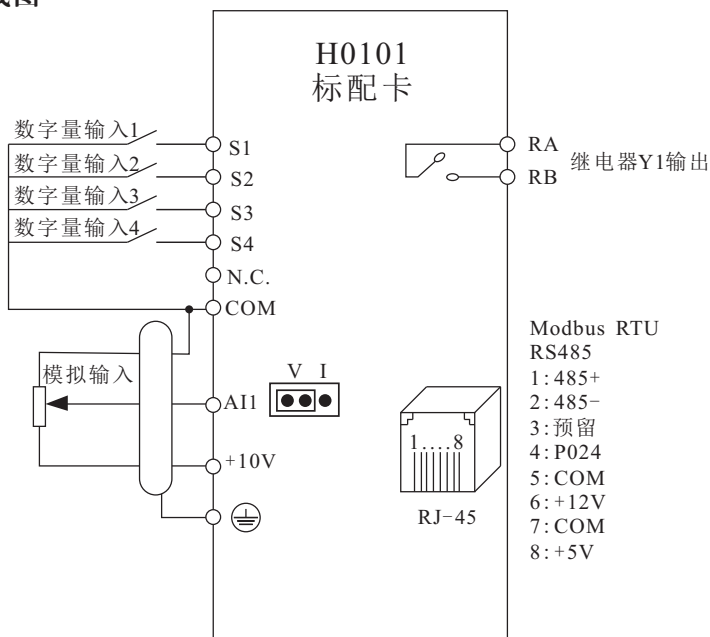 H0101
标配卡
数字量输入1
S1
数字量输入2
S2
数字量输入3
S3
数字量输入4
S4
N.C.
COM
RA
RB
继电器Y1输出
模拟输入
AI1
V I
+10V
1....8
RJ-45
Modbus RTU
RS485
1:485+
2:485-
3:预留
4:P024
5:COM
6:+12V
7:COM
8:+5V